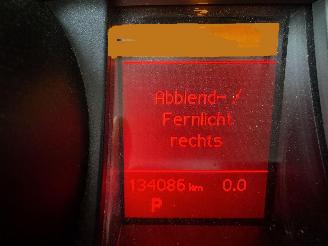 Abblend- /
Fernlicht
rechts
134086 km 0.0
P